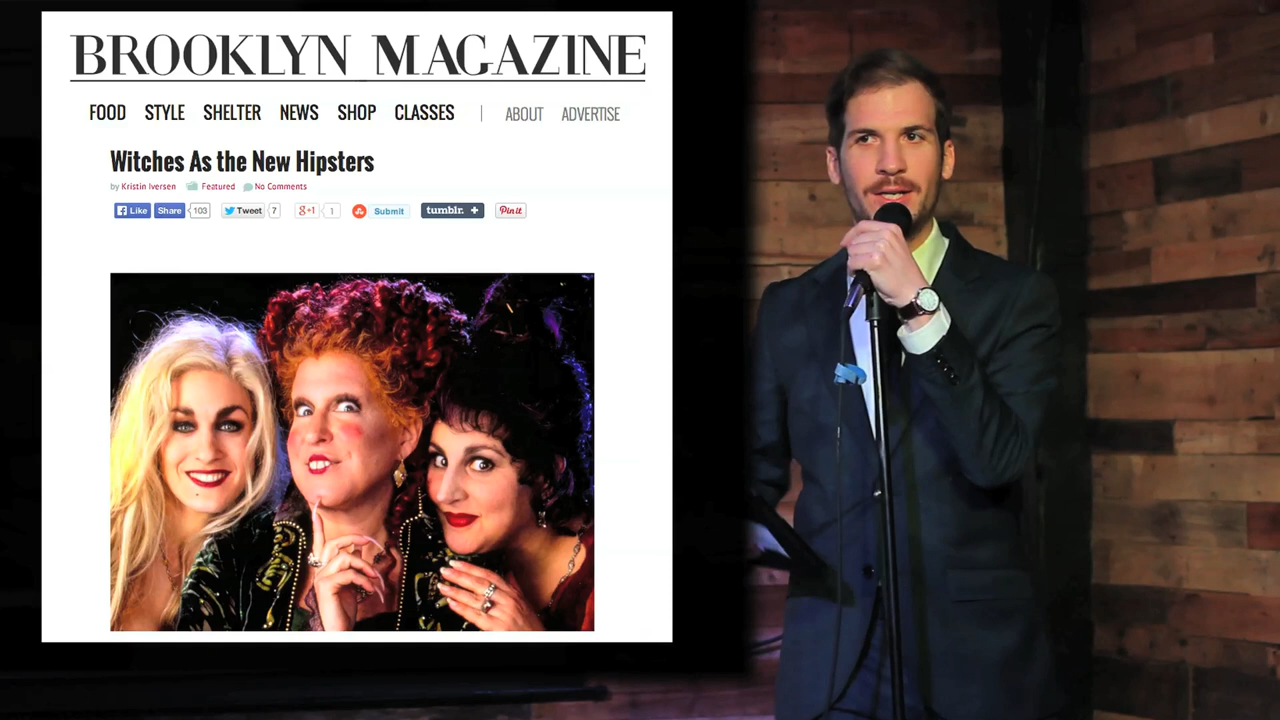 BROOKLYN MAGAZINE
FOOD STYLE SHELTER NEWS SHOP CLASSES | ABOUT ADVERTISE
Witches As the New Hipsters
by Kristin Iversen Featured No Comments
Like Share 103 Tweet 7 g+1 1 Submit tumblr. + Pin it